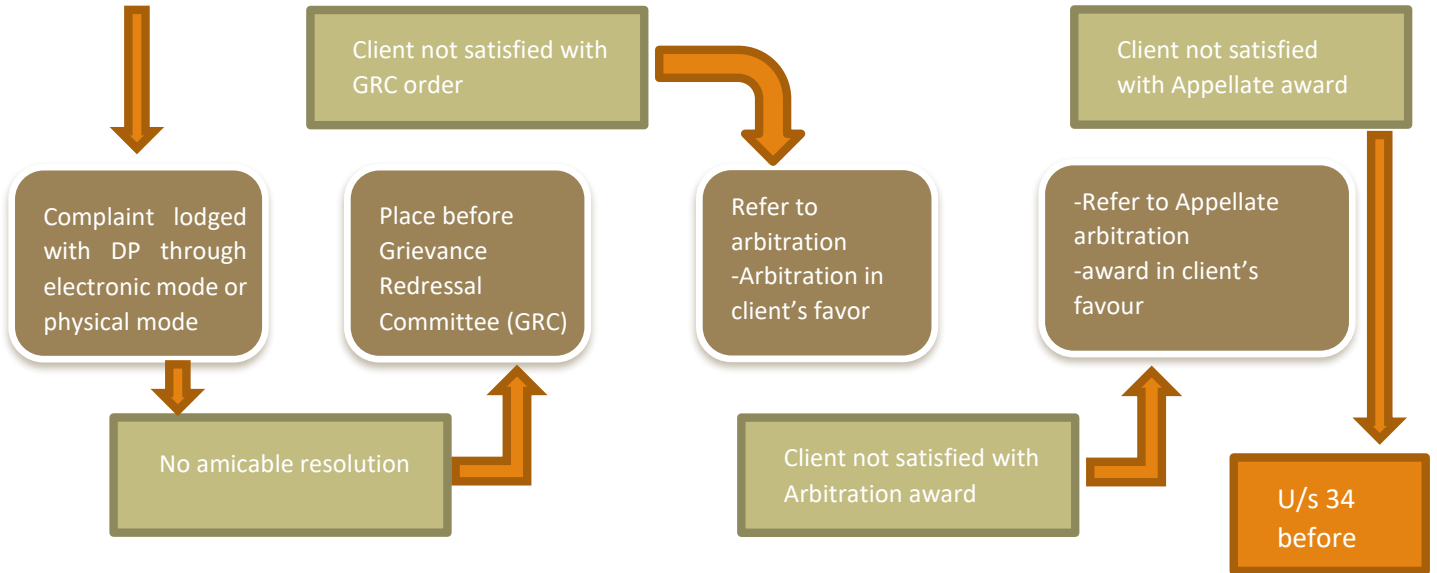 Client not satisfied with
GRC order
Client not satisfied
with Appellate award
Complaint lodged
with DP through
electronic mode or
physical mode
Place before
Grievance
Redressal
Committee (GRC)
Refer to
arbitration
-Arbitration in
client's favor
-Refer to Appellate
arbitration
-award in client's
favour
No amicable resolution
Client not satisfied with
Arbitration award
U/s 34
before